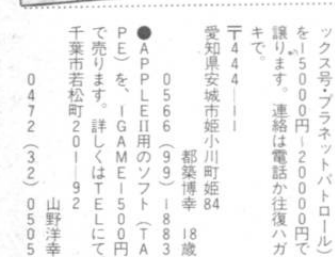 ックス号・プラネットパトロール）
を15000円〜20000円で
譲ります。連絡は電話か往復ハガ
キで。
〒444―11
愛知県安城市姫小川町姫84
都築博幸 18歳
0566（99）1883
●APPLEII用のソフト（TA
PE）を、1GAME1500円
で売ります。詳しくはTELにて
千葉市若松町201―92
山野洋幸
0472（32）0505